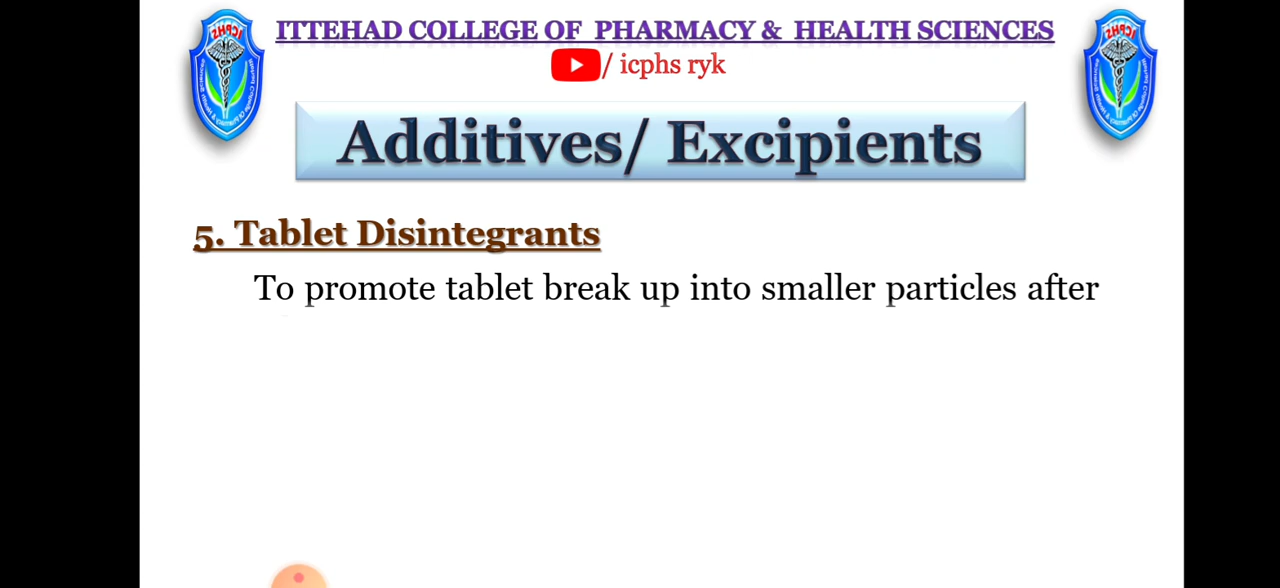 ITTEHAD COLLEGE OF PHARMACY & HEALTH SCIENCES
/ icphs ryk
Additives/ Excipients
5. Tablet Disintegrants
To promote tablet break up into smaller particles after